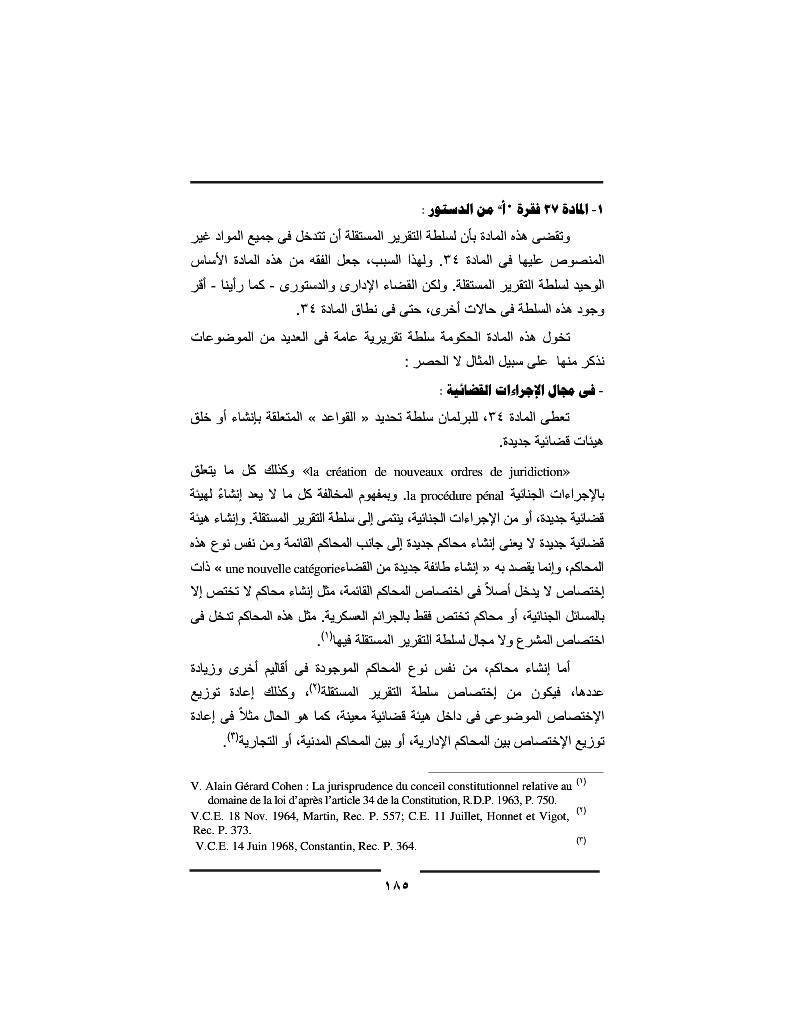 ١- المادة ٣٧ فقرة "أ" من الدستور :
وتقضى هذه المادة بأن لسلطة التقرير المستقلة أن تتدخل فى جميع المواد غير
المنصوص عليها فى المادة ٣٤. ولهذا السبب، جعل الفقه من هذه المادة الأساس
الوحيد لسلطة التقرير المستقلة. ولكن القضاء الإدارى والدستورى - كما رأينا - أقر
وجود هذه السلطة فى حالات أخرى، حتى فى نطاق المادة ٣٤.
تخول هذه المادة الحكومة سلطة تقريرية عامة فى العديد من الموضوعات
نذكر منها على سبيل المثال لا الحصر :
- فى مجال الإجراءات القضائية :
تعطى المادة ٣٤، للبرلمان سلطة تحديد « القواعد » المتعلقة بإنشاء أو خلق
هيئات قضائية جديدة.
«la création de nouveaux ordres de juridiction» وكذلك كل ما يتعلق
بالإجراءات الجنائية la procédure pénal. وبمفهوم المخالفة كل ما لا يعد إنشاءً لهيئة
قضائية جديدة، أو من الإجراءات الجنائية، ينتمى إلى سلطة التقرير المستقلة. وإنشاء هيئة
قضائية جديدة لا يعنى إنشاء محاكم جديدة إلى جانب المحاكم القائمة ومن نفس نوع هذه
المحاكم، وإنما يقصد به « إنشاء طائفة جديدة من القضاء une nouvelle catégorie » ذات
إختصاص لا يدخل أصلاً فى اختصاص المحاكم القائمة، مثل إنشاء محاكم لا تختص إلا
بالمسائل الجنائية، أو محاكم تختص فقط بالجرائم العسكرية. مثل هذه المحاكم تدخل فى
اختصاص المشرع ولا مجال لسلطة التقرير المستقلة فيها(١).
أما إنشاء محاكم، من نفس نوع المحاكم الموجودة فى أقاليم أخرى وزيادة
عددها، فيكون من إختصاص سلطة التقرير المستقلة(٢)، وكذلك إعادة توزيع
الإختصاص الموضوعى فى داخل هيئة قضائية معينة، كما هو الحال مثلاً فى إعادة
توزيع الإختصاص بين المحاكم الإدارية، أو بين المحاكم المدنية، أو التجارية(٣).
(١) V. Alain Gérard Cohen : La jurisprudence du conceil constitutionnel relative au
domaine de la loi d'après l'article 34 de la Constitution, R.D.P. 1963, P. 750.
(٢) V.C.E. 18 Nov. 1964, Martin, Rec. P. 557; C.E. 11 Juillet, Honnet et Vigot,
Rec. P. 373.
(٣) V.C.E. 14 Juin 1968, Constantin, Rec. P. 364.
١٨٥